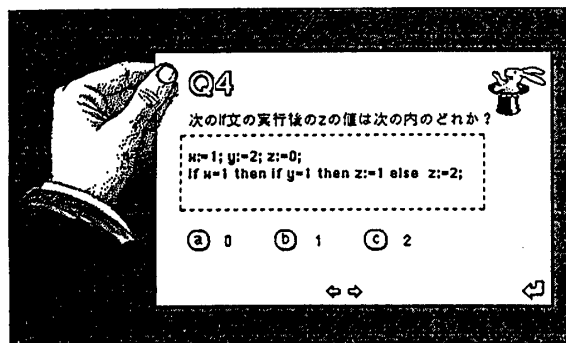 Q4
次のif文の実行後のzの値は次の内のどれか?
x:=1; y:=2; z:=0;
if x=1 then if y=1 then z:=1 else z:=2;
ⓐ 0 ⓑ 1 ⓒ 2